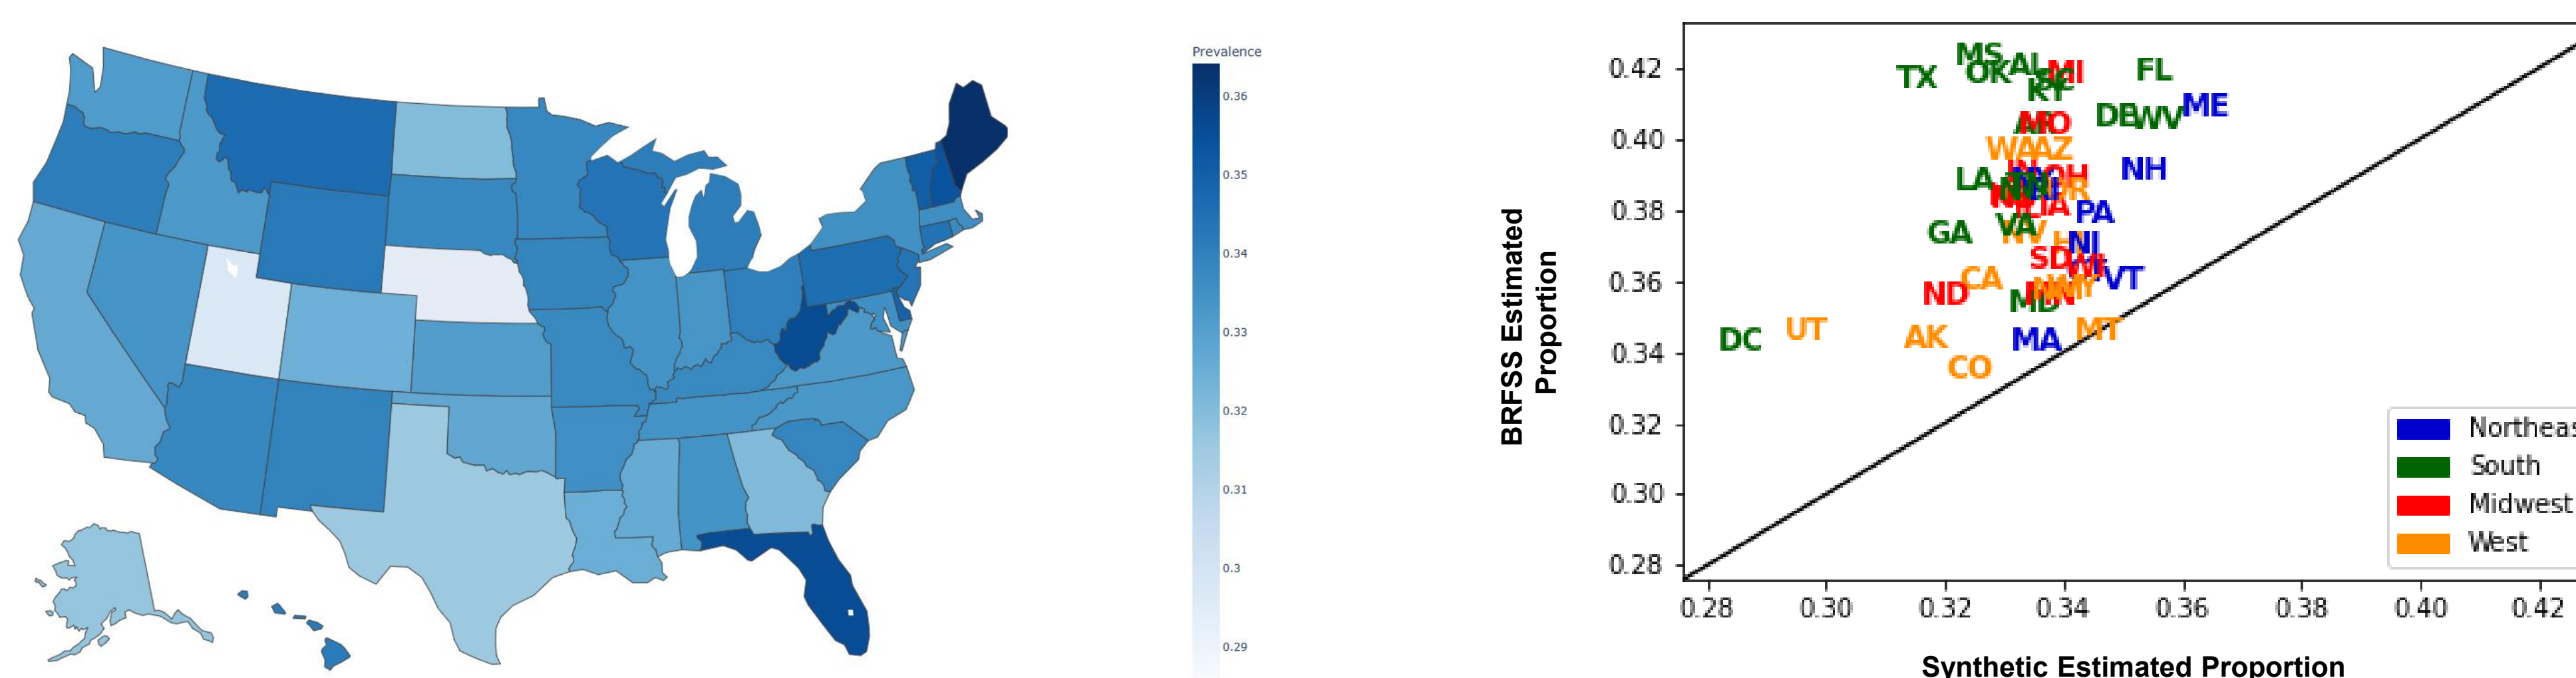 Prevalence
0.36
0.35
0.34
0.33
0.32
0.31
0.3
0.29
BRFSS Estimated
Proportion
0.42
0.40
0.38
0.36
0.34
0.32
0.30
0.28
MS
AL
MI
FL
TX
OK
KY
ME
DE
WV
MO
WA
AZ
NH
LA
OH
IA
PA
GA
VA
NV
SD
VT
CA
ND
MD
DC
UT
AK
MA
MT
CO
Northeas
South
Midwest
West
0.28
0.30
0.32
0.34
0.36
0.38
0.40
0.42
Synthetic Estimated Proportion